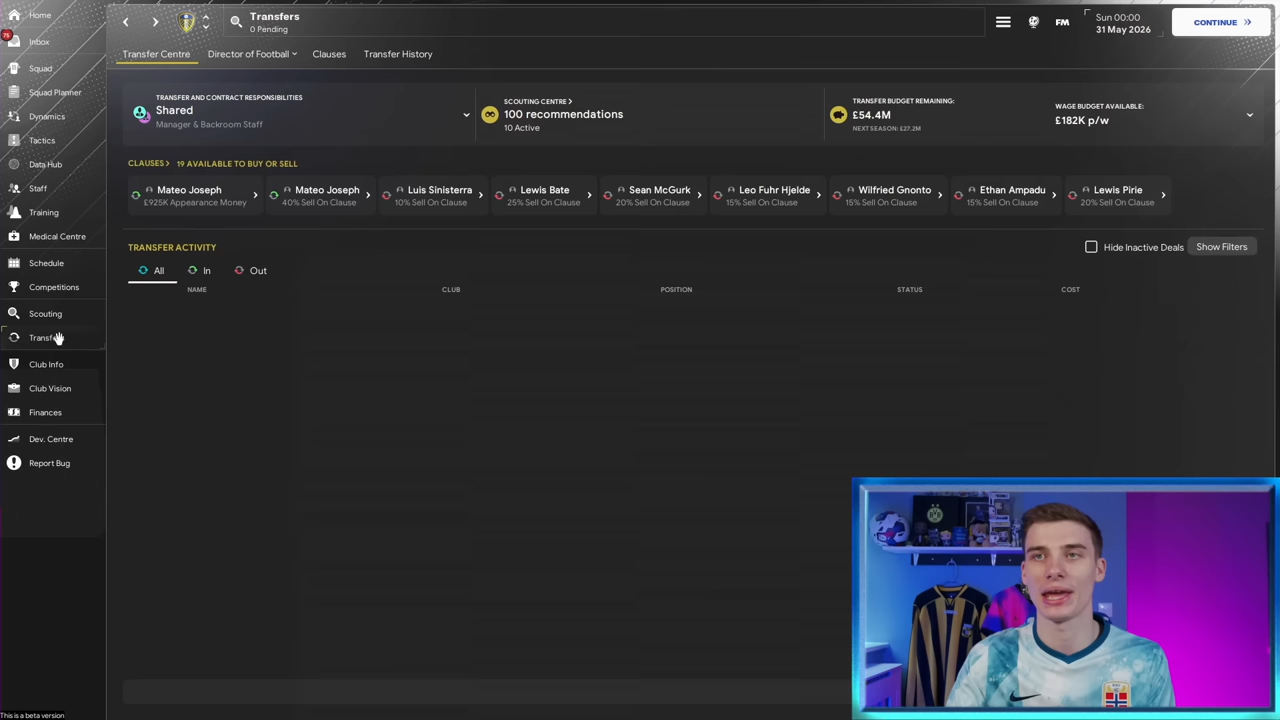 Home
75
Inbox
Squad
Squad Planner
Dynamics
Tactics
Data Hub
Staff
Training
Medical Centre
Schedule
Competitions
Scouting
Club Info
Club Vision
Finances
Dev. Centre
Report Bug
This is a beta version
Transfers
0 Pending
FM
Sun 00:00
31 May 2026
CONTINUE
Transfer Centre
Director of Football
Clauses
Transfer History
TRANSFER AND CONTRACT RESPONSIBILITIES
Shared
Manager & Backroom Staff
SCOUTING CENTRE
100 recommendations
10 Active
TRANSFER BUDGET REMAINING:
£54.4M
NEXT SEASON: £27.2M
WAGE BUDGET AVAILABLE:
£182K p/w
CLAUSES 19 AVAILABLE TO BUY OR SELL
Mateo Joseph
£925K Appearance Money
Mateo Joseph
40% Sell On Clause
Luis Sinisterra
10% Sell On Clause
Lewis Bate
25% Sell On Clause
Sean McGurk
20% Sell On Clause
Leo Fuhr Hjelde
15% Sell On Clause
Wilfried Gnonto
15% Sell On Clause
Ethan Ampadu
15% Sell On Clause
Lewis Pirie
20% Sell On Clause
TRANSFER ACTIVITY
Hide Inactive Deals
Show Filters
All
In
Out
NAME CLUB POSITION STATUS COST